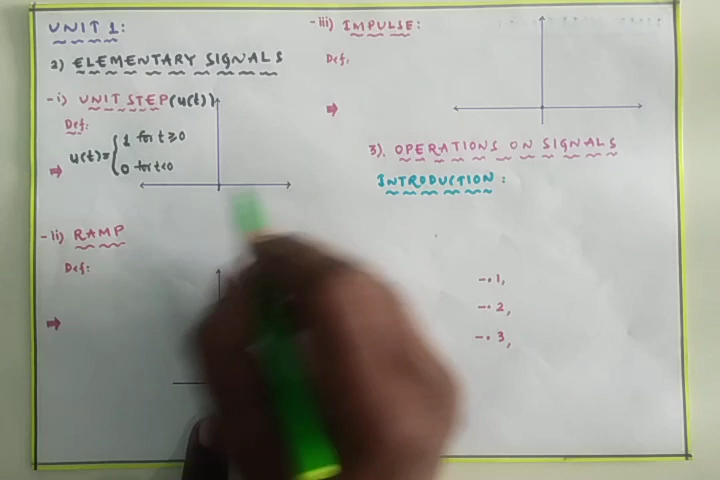 UNIT 1:
2) ELEMENTARY SIGNALS
-i) UNIT STEP (u(t))
Def:
u(t)= { 1 for t ≥ 0
0 for t < 0
-ii) RAMP
Def:
-iii) IMPULSE:
Def:
3). OPERATIONS ON SIGNALS
INTRODUCTION:
-. 1,
-. 2,
-. 3,